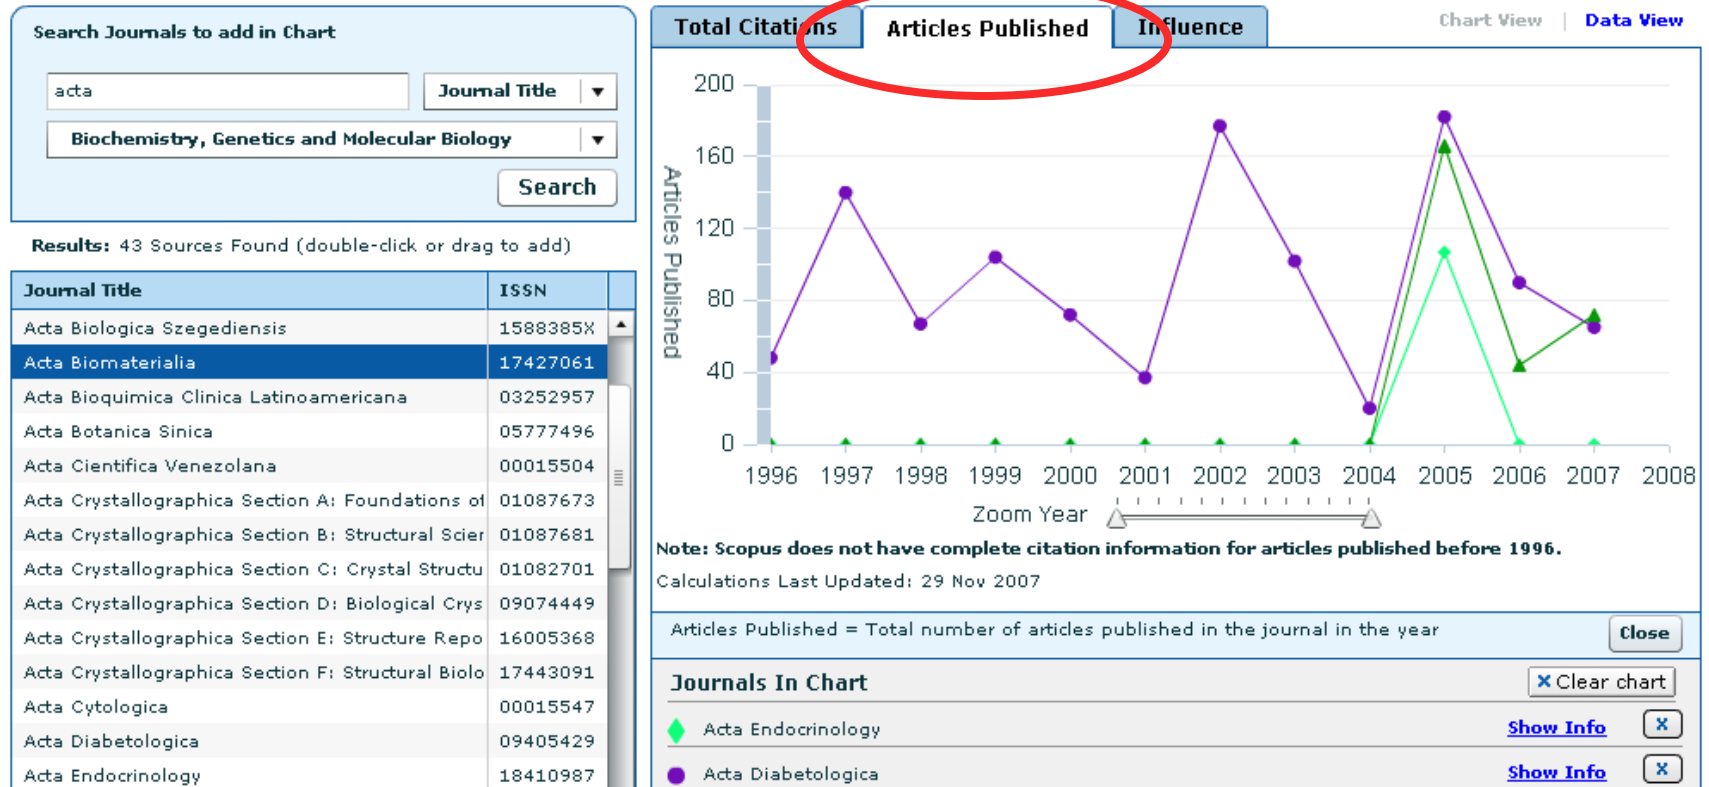 Search Journals to add in Chart
acta
Journal Title
Biochemistry, Genetics and Molecular Biology
Search
Results: 43 Sources Found (double-click or drag to add)
Journal Title ISSN
Acta Biologica Szegediensis 1588385X
Acta Biomaterialia 17427061
Acta Bioquimica Clinica Latinoamericana 03252957
Acta Botanica Sinica 05777496
Acta Cientifica Venezolana 00015504
Acta Crystallographica Section A: Foundations of 01087673
Acta Crystallographica Section B: Structural Scier 01087681
Acta Crystallographica Section C: Crystal Structu 01082701
Acta Crystallographica Section D: Biological Crys 09074449
Acta Crystallographica Section E: Structure Repo 16005368
Acta Crystallographica Section F: Structural Biolo 17443091
Acta Cytologica 00015547
Acta Diabetologica 09405429
Acta Endocrinology 18410987
Total Citations Articles Published Influence
Chart View | Data View
Articles Published
200
160
120
80
40
0
1996 1997 1998 1999 2000 2001 2002 2003 2004 2005 2006 2007 2008
Zoom Year
Note: Scopus does not have complete citation information for articles published before 1996.
Calculations Last Updated: 29 Nov 2007
Articles Published = Total number of articles published in the journal in the year
Close
Journals In Chart
x Clear chart
Acta Endocrinology Show Info x
Acta Diabetologica Show Info x